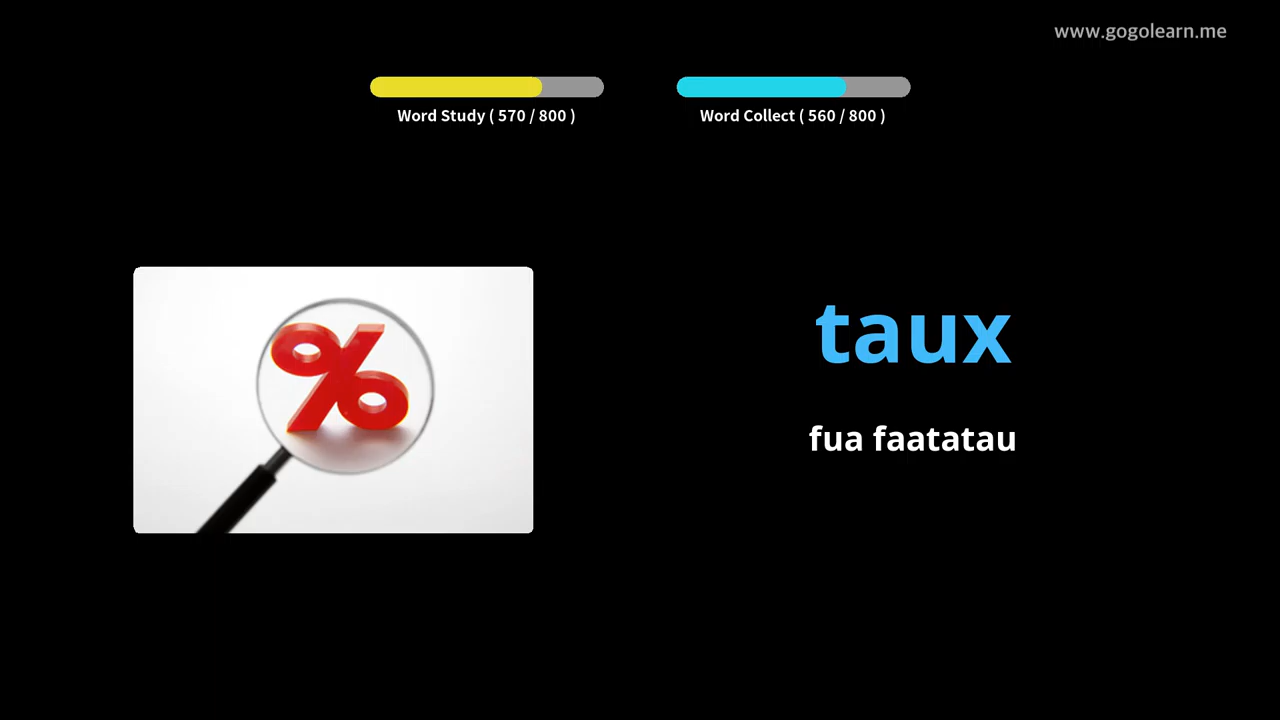 www.gogolearn.me
Word Study ( 570 / 800 )
Word Collect ( 560 / 800 )
%
taux
fua faatatau